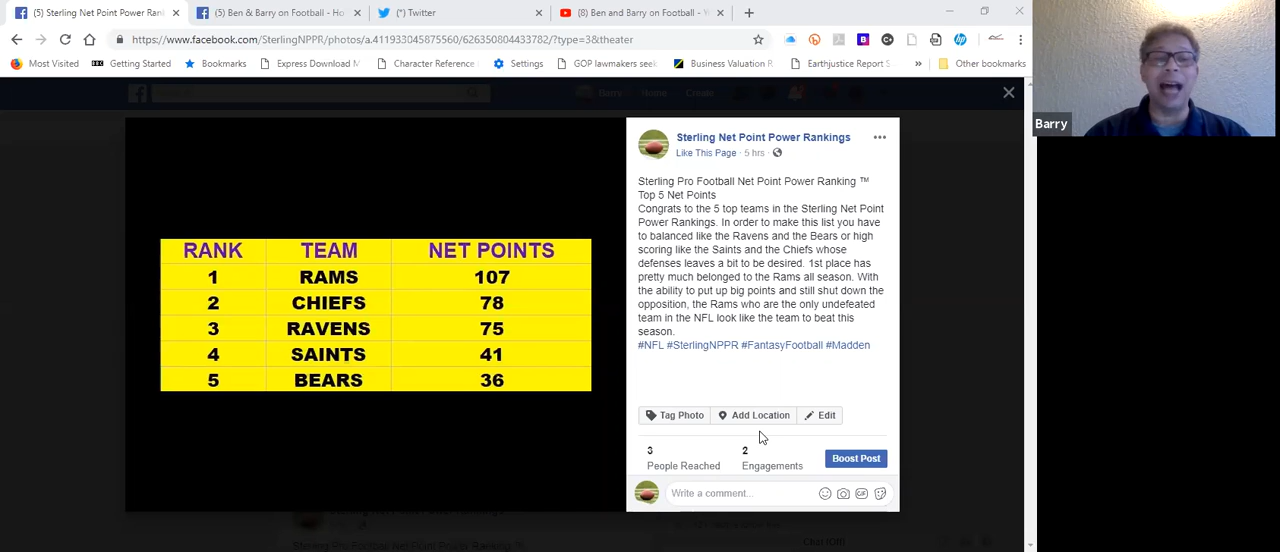 (5) Sterling Net Point Power Rank
(5) Ben & Barry on Football - Ho
(*) Twitter
(8) Ben and Barry on Football - Y
https://www.facebook.com/SterlingNPPR/photos/a.411933045875560/626350804433782/?type=3&theater
Most Visited
Getting Started
Bookmarks
Express Download M
Character Reference
Settings
GOP lawmakers seek
Business Valuation R
Earthjustice Report S
»
Other bookmarks
Barry
Home
Create
Barry
Sterling Net Point Power Rankings
Like This Page · 5 hrs ·
Sterling Pro Football Net Point Power Ranking ™
Top 5 Net Points
Congrats to the 5 top teams in the Sterling Net Point
Power Rankings. In order to make this list you have
to balanced like the Ravens and the Bears or high
scoring like the Saints and the Chiefs whose
defenses leaves a bit to be desired. 1st place has
pretty much belonged to the Rams all season. With
the ability to put up big points and still shut down the
opposition, the Rams who are the only undefeated
team in the NFL look like the team to beat this
season.
#NFL #SterlingNPPR #FantasyFootball #Madden
RANK TEAM NET POINTS
1 RAMS 107
2 CHIEFS 78
3 RAVENS 75
4 SAINTS 41
5 BEARS 36
Tag Photo
Add Location
Edit
3
People Reached
2
Engagements
Boost Post
Write a comment...
GIF